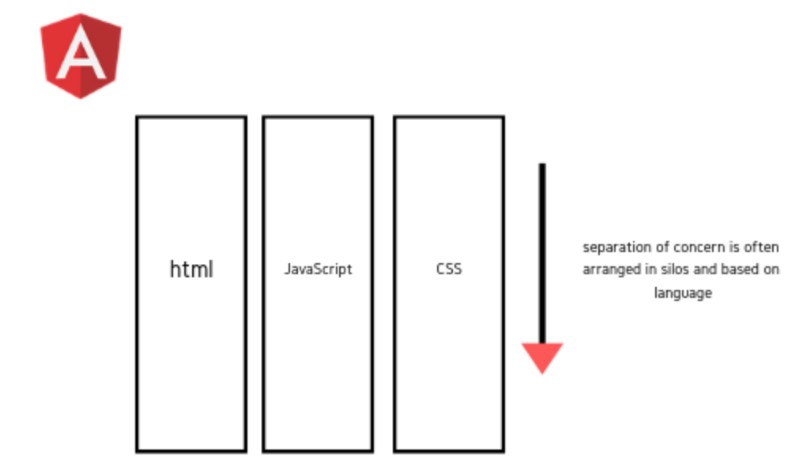 A
html
JavaScript
CSS
separation of concern is often
arranged in silos and based on
language